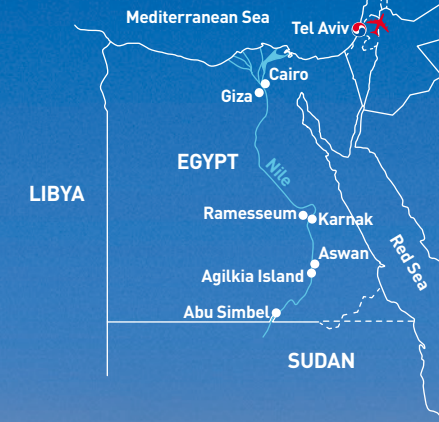 Mediterranean Sea
Tel Aviv
Cairo
Giza
EGYPT
Nile
LIBYA
Ramesseum
Karnak
Aswan
Red Sea
Agilkia Island
Abu Simbel
SUDAN